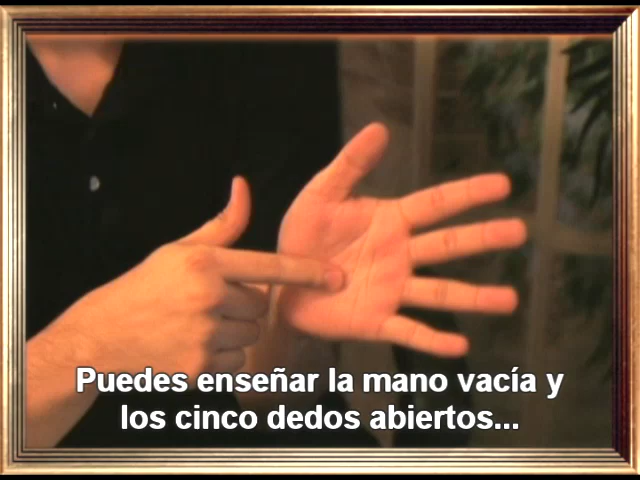 Puedes enseñar la mano vacía y
los cinco dedos abiertos...